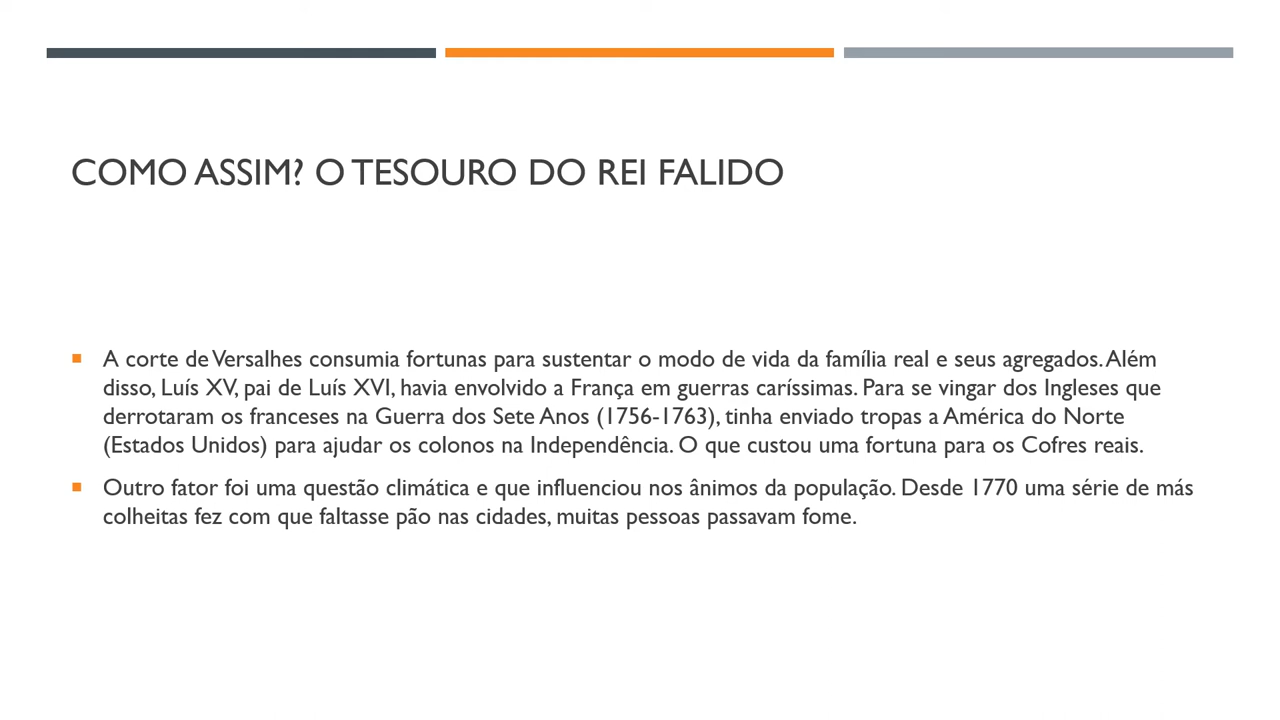 COMO ASSIM? O TESOURO DO REI FALIDO
A corte de Versalhes consumia fortunas para sustentar o modo de vida da família real e seus agregados. Além
disso, Luís XV, pai de Luís XVI, havia envolvido a França em guerras caríssimas. Para se vingar dos Ingleses que
derrotaram os franceses na Guerra dos Sete Anos (1756-1763), tinha enviado tropas a América do Norte
(Estados Unidos) para ajudar os colonos na Independência. O que custou uma fortuna para os Cofres reais.
Outro fator foi uma questão climática e que influenciou nos ânimos da população. Desde 1770 uma série de más
colheitas fez com que faltasse pão nas cidades, muitas pessoas passavam fome.